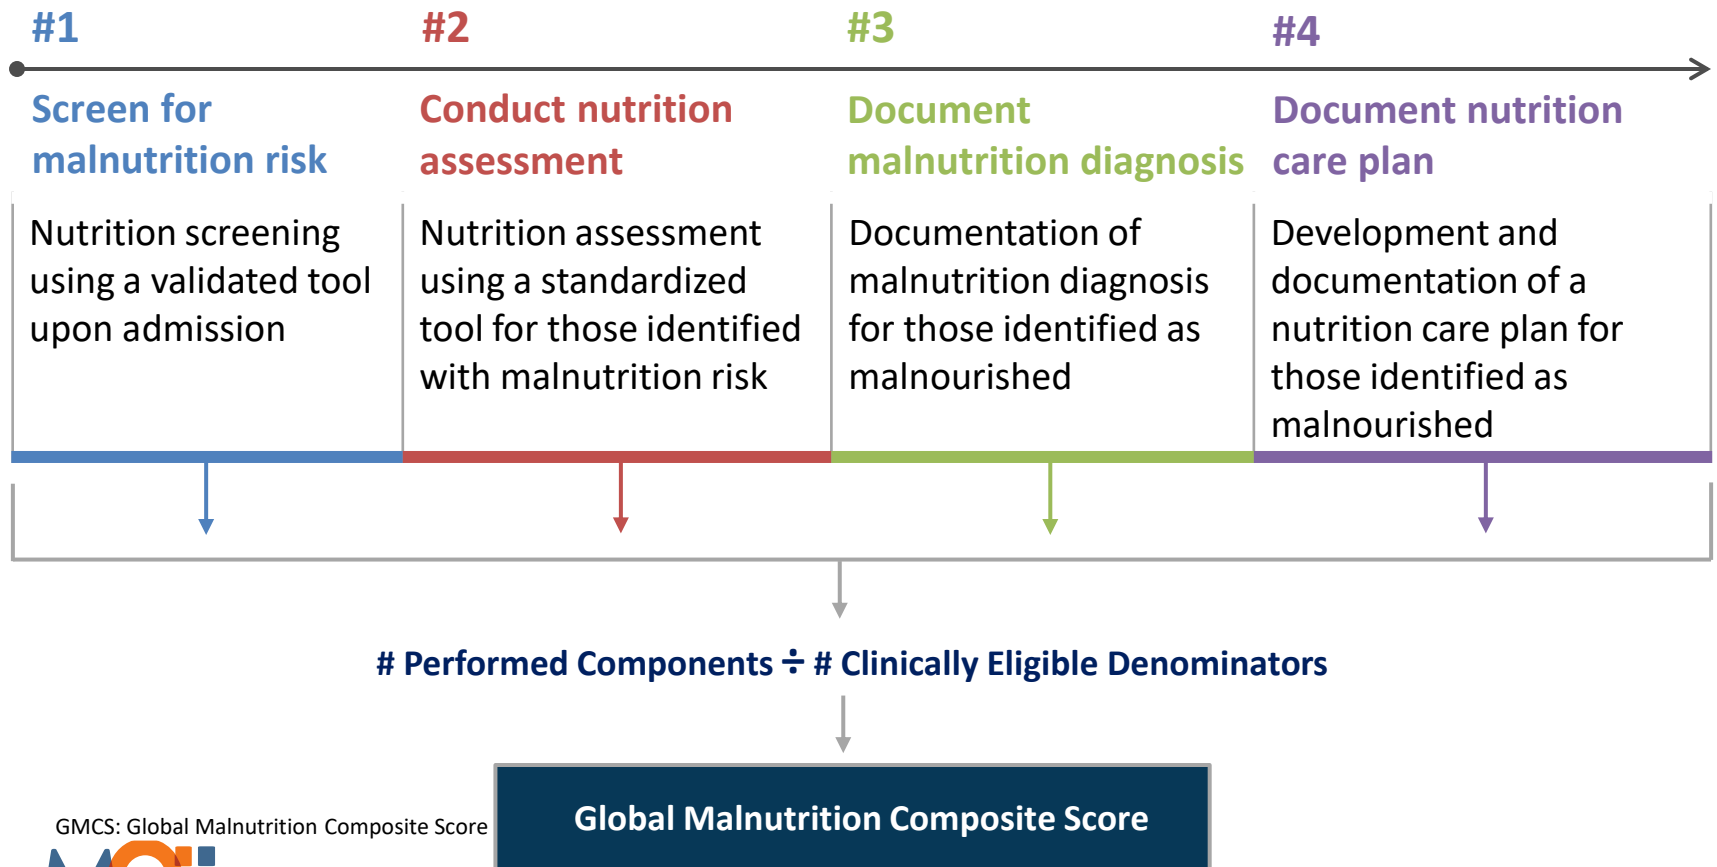 #1
#2
#3
#4
Screen for
malnutrition risk
Conduct nutrition
assessment
Document
malnutrition diagnosis
Document nutrition
care plan
Nutrition screening
using a validated tool
upon admission
Nutrition assessment
using a standardized
tool for those identified
with malnutrition risk
Documentation of
malnutrition diagnosis
for those identified as
malnourished
Development and
documentation of a
nutrition care plan for
those identified as
malnourished
# Performed Components ÷ # Clinically Eligible Denominators
Global Malnutrition Composite Score
GMCS: Global Malnutrition Composite Score